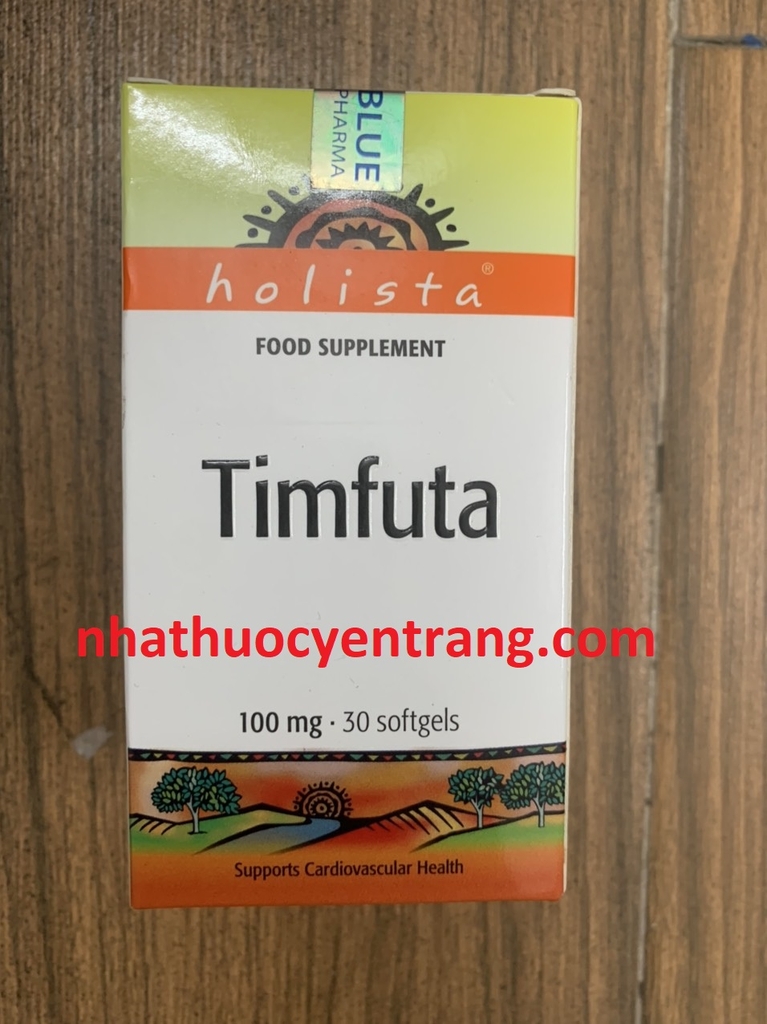 BLUE
PHARMA
holista®
FOOD SUPPLEMENT
Timfuta
nhathuocyentrang.com
100 mg · 30 softgels
Supports Cardiovascular Health